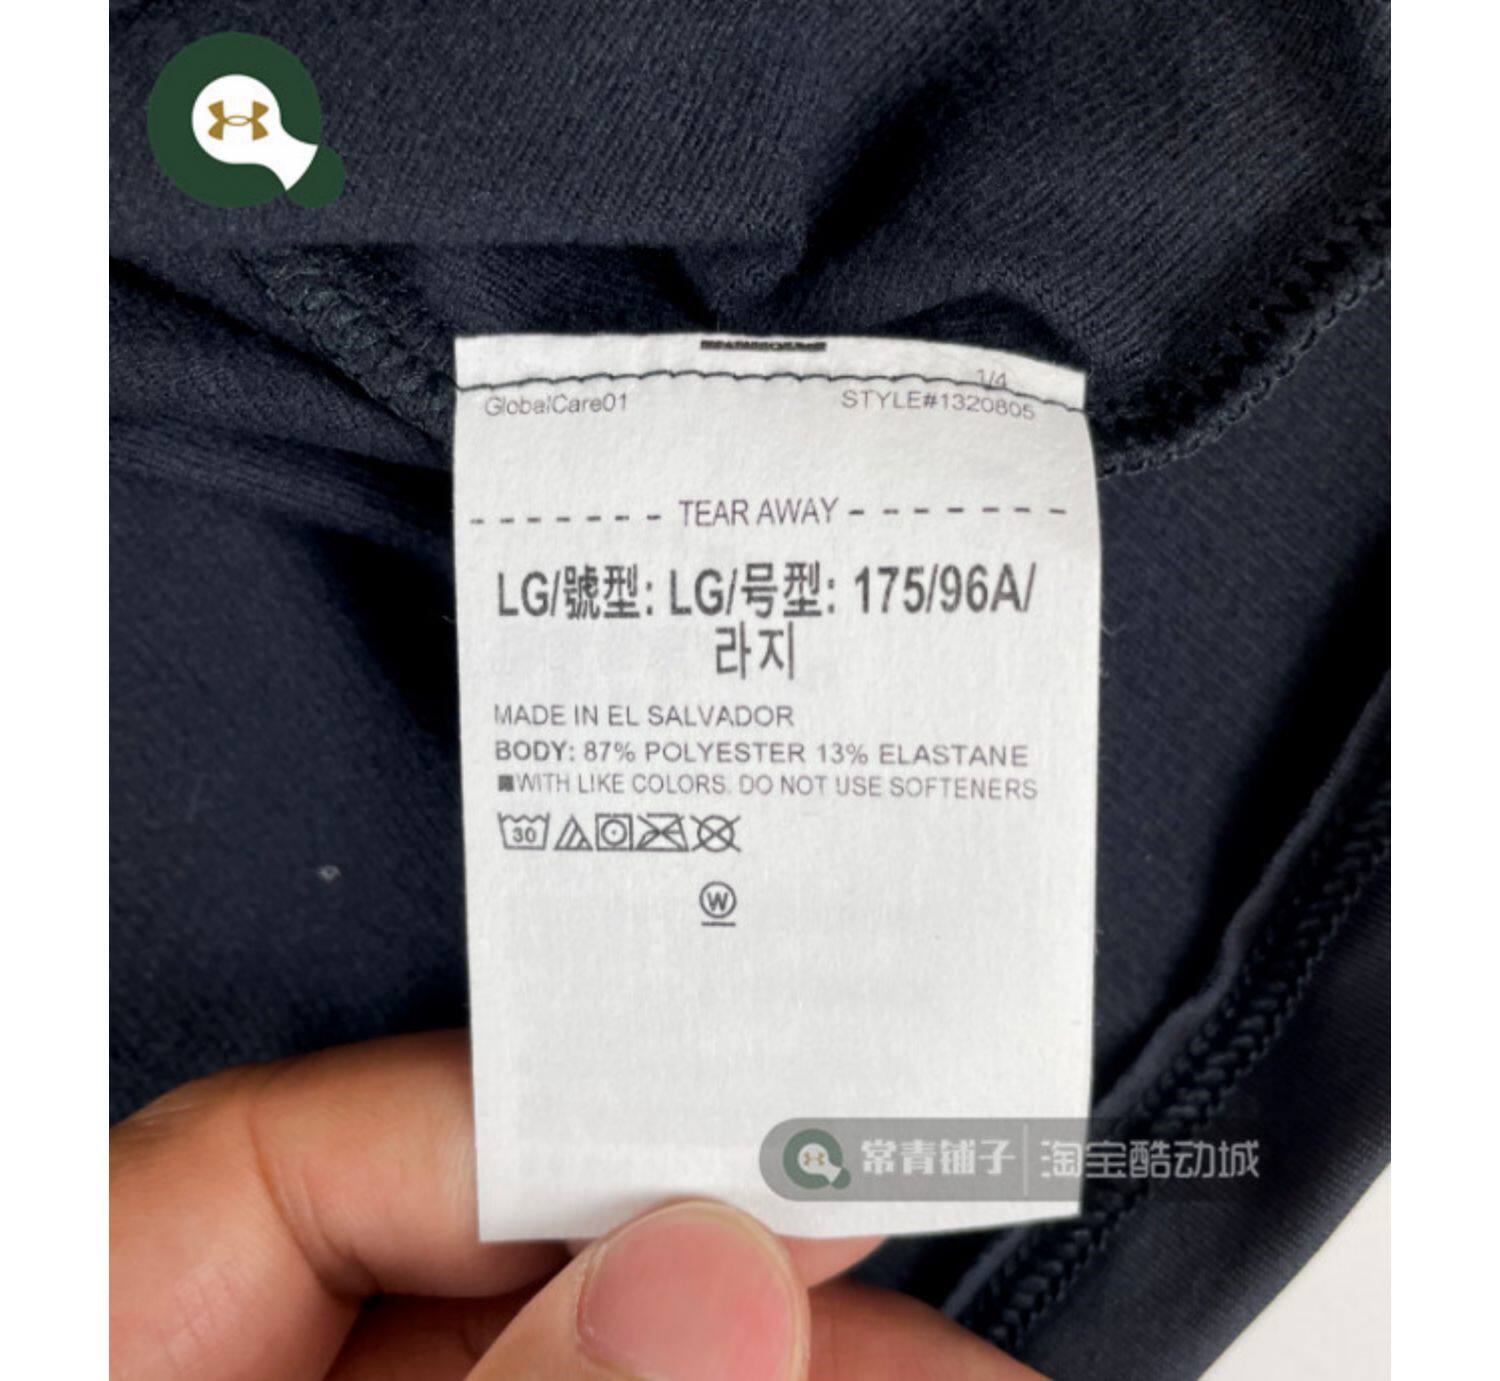 1/4
GlobalCare01 STYLE#1320805
TEAR AWAY
LG/號型: LG/号型: 175/96A/
라지
MADE IN EL SALVADOR
BODY: 87% POLYESTER 13% ELASTANE
WITH LIKE COLORS. DO NOT USE SOFTENERS
30
W
常青铺子 淘宝酷动城